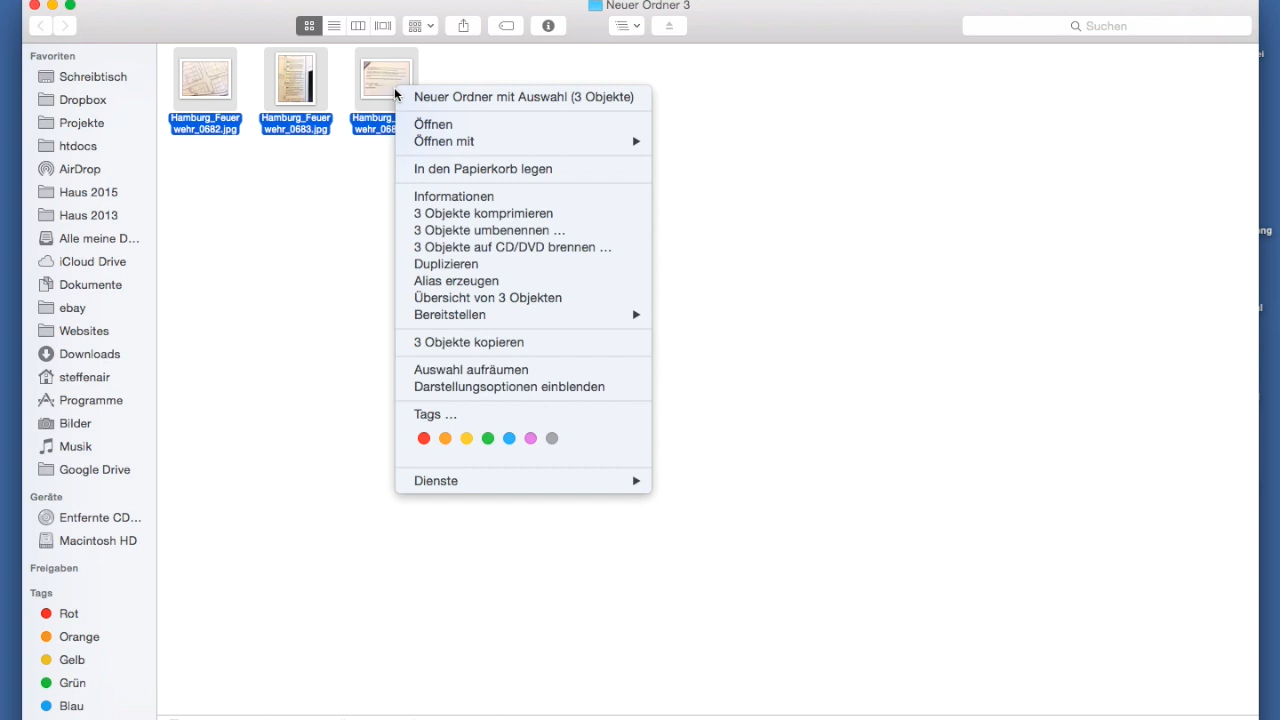 Neuer Ordner 3
Suchen
Favoriten
Schreibtisch
Dropbox
Projekte
htdocs
AirDrop
Haus 2015
Haus 2013
Alle meine D...
iCloud Drive
Dokumente
ebay
Websites
Downloads
steffenair
Programme
Bilder
Musik
Google Drive
Geräte
Entfernte CD...
Macintosh HD
Freigaben
Tags
Rot
Orange
Gelb
Grün
Blau
Hamburg_Feuer
wehr_0682.jpg
Hamburg_Feuer
wehr_0683.jpg
Hamburg_
Neuer Ordner mit Auswahl (3 Objekte)
Öffnen
Öffnen mit
In den Papierkorb legen
Informationen
3 Objekte komprimieren
3 Objekte umbenennen ...
3 Objekte auf CD/DVD brennen ...
Duplizieren
Alias erzeugen
Übersicht von 3 Objekten
Bereitstellen
3 Objekte kopieren
Auswahl aufräumen
Darstellungsoptionen einblenden
Tags ...
Dienste